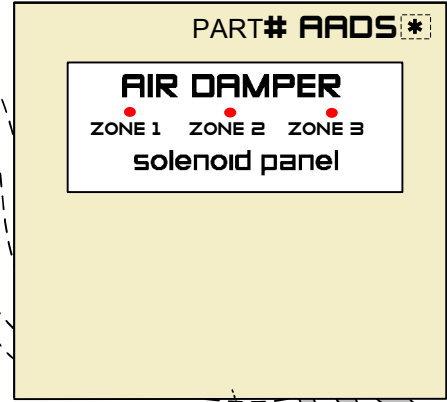 PART# AADS*
AIR DAMPER
ZONE 1 ZONE 2 ZONE 3
solenoid panel